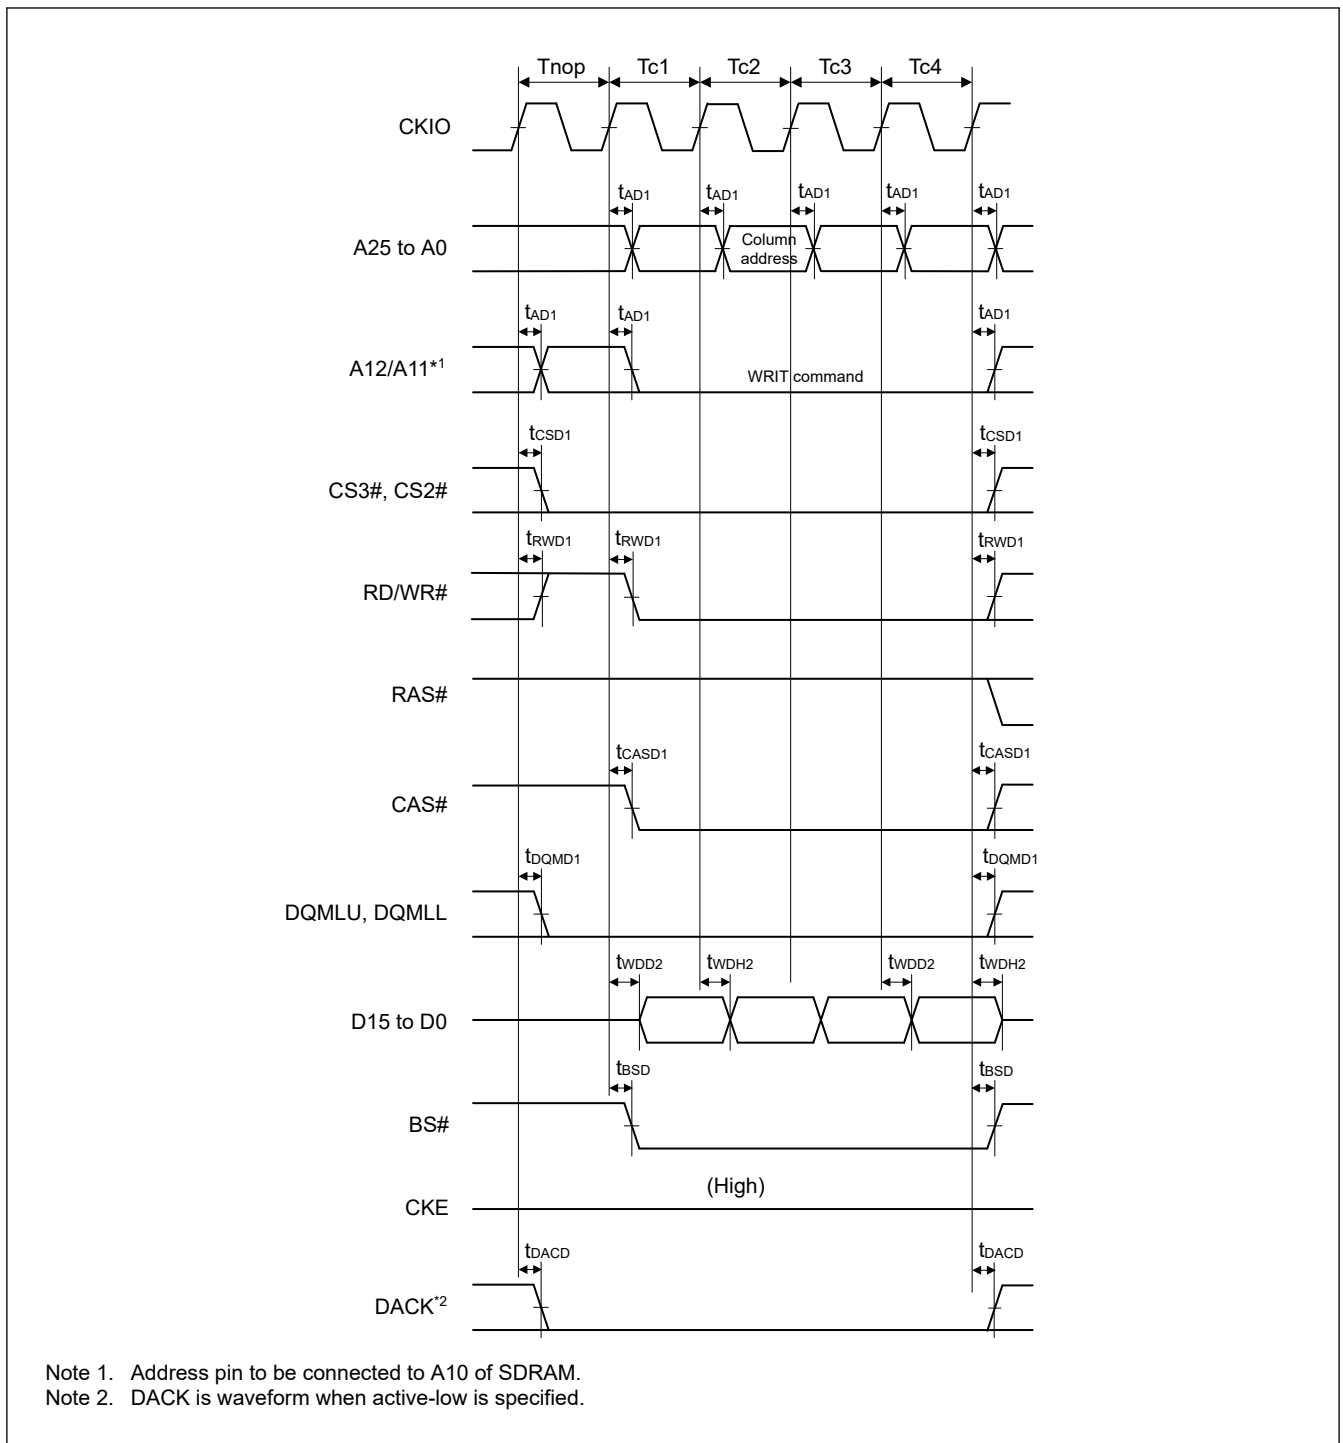 Tnop Tc1 Tc2 Tc3 Tc4
CKIO
tAD1 tAD1 tAD1 tAD1 tAD1
A25 to A0
Column
address
tAD1 tAD1 tAD1
A12/A11*1
WRIT command
tCSD1 tCSD1
CS3#, CS2#
tRWD1 tRWD1 tRWD1
RD/WR#
RAS#
tCASD1 tCASD1
CAS#
tDQMD1 tDQMD1
DQMLU, DQMLL
tWDD2 tWDH2 tWDD2 tWDH2
D15 to D0
tBSD tBSD
BS#
(High)
CKE
tDACD tDACD
DACK*2
Note 1. Address pin to be connected to A10 of SDRAM.
Note 2. DACK is waveform when active-low is specified.